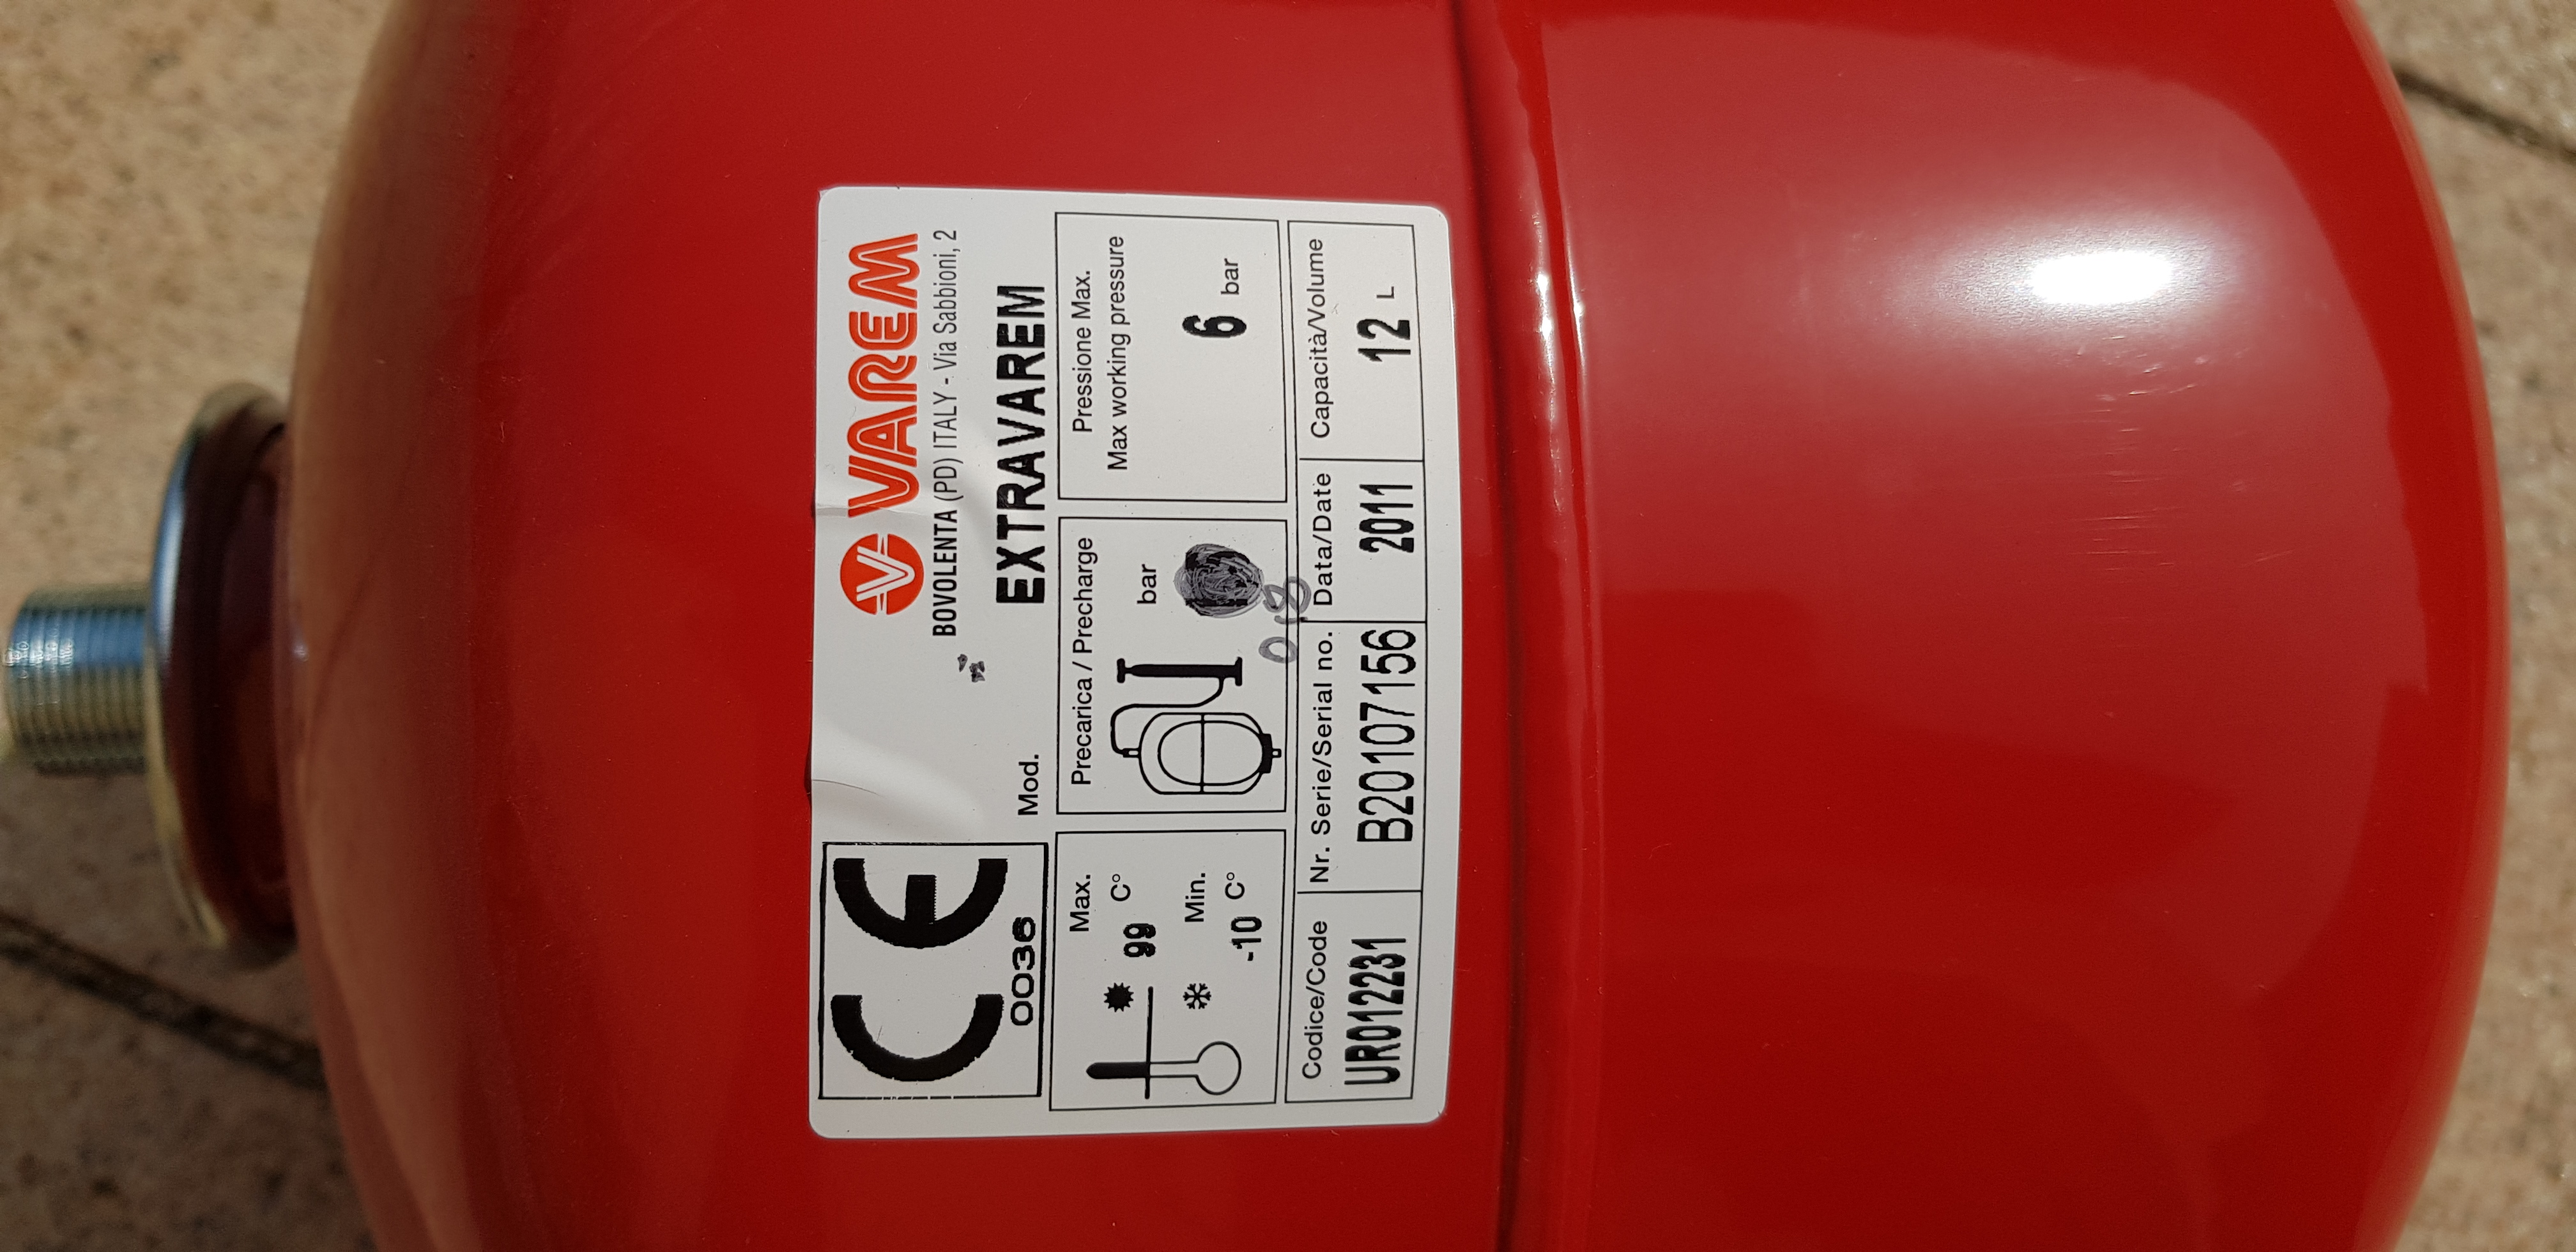 VAREM
BOVOLENTA (PD) ITALY - Via Sabbioni, 2
CE
0036
Mod.
EXTRAVAREM
Max.
99 C°
Min.
-10 C°
Precarica / Precharge
bar
0,8
Pressione Max.
Max working pressure
6 bar
Codice/Code
UR012231
Nr. Serie/Serial no.
B20107156
Data/Date
2011
Capacità/Volume
12 L